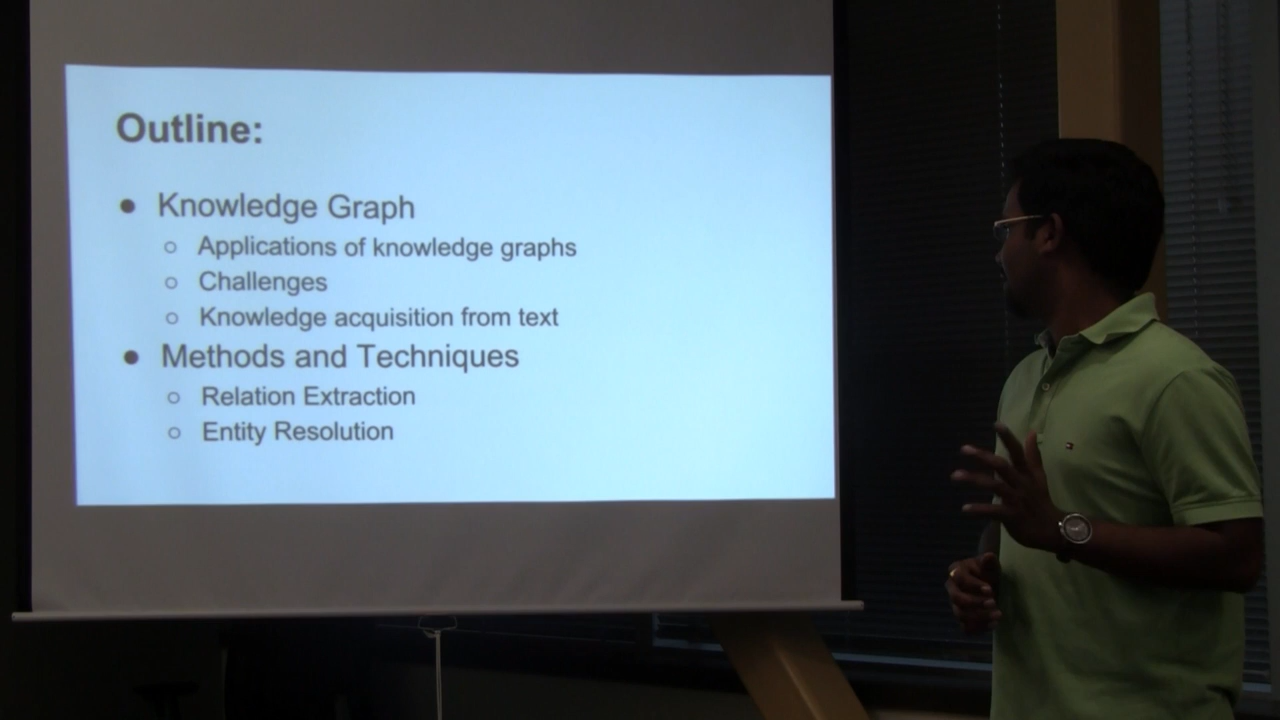 Outline:
● Knowledge Graph
○ Applications of knowledge graphs
○ Challenges
○ Knowledge acquisition from text
● Methods and Techniques
○ Relation Extraction
○ Entity Resolution